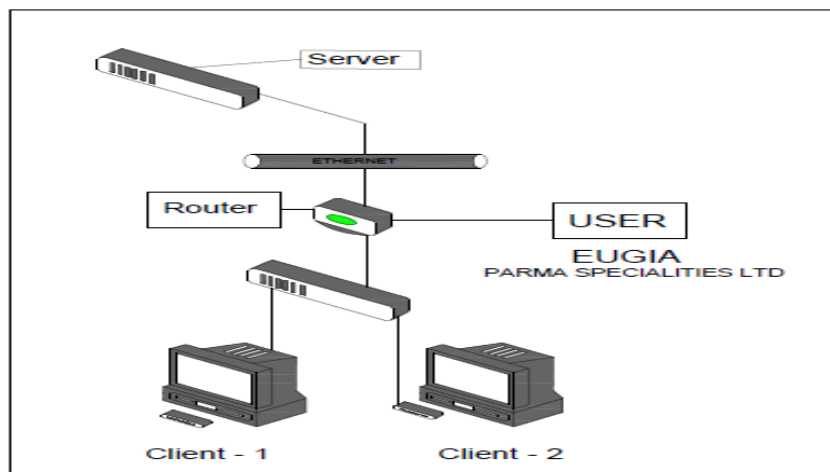 Server
ETHERNET
Router
USER
EUGIA
PARMA SPECIALITIES LTD
Client - 1
Client - 2